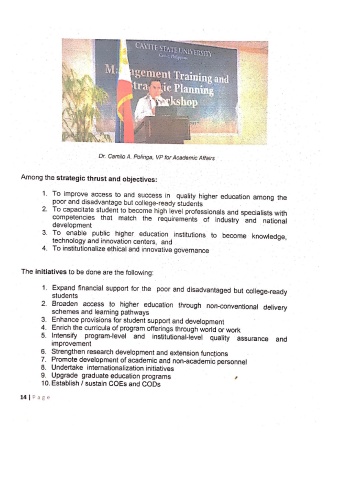 CAVITE STATE UNIVERSITY
Management Training and
Strategic Planning
Workshop
Dr. Camilo A. Polinga, VP for Academic Affairs
Among the strategic thrust and objectives:
1. To improve access to and success in quality higher education among the
poor and disadvantage but college-ready students
2. To capacitate student to become high level professionals and specialists with
competencies that match the requirements of industry and national
development
3. To enable public higher education institutions to become knowledge,
technology and innovation centers, and
4. To institutionalize ethical and innovative governance
The initiatives to be done are the following:
1. Expand financial support for the poor and disadvantaged but college-ready
students
2. Broaden access to higher education through non-conventional delivery
schemes and learning pathways
3. Enhance provisions for student support and development
4. Enrich the curricula of program offerings through world or work
5. Intensify program-level and institutional-level quality assurance and
improvement
6. Strengthen research development and extension functions
7. Promote development of academic and non-academic personnel
8. Undertake internationalization initiatives
9. Upgrade graduate education programs
10. Establish / sustain COEs and CODs
14 | Page